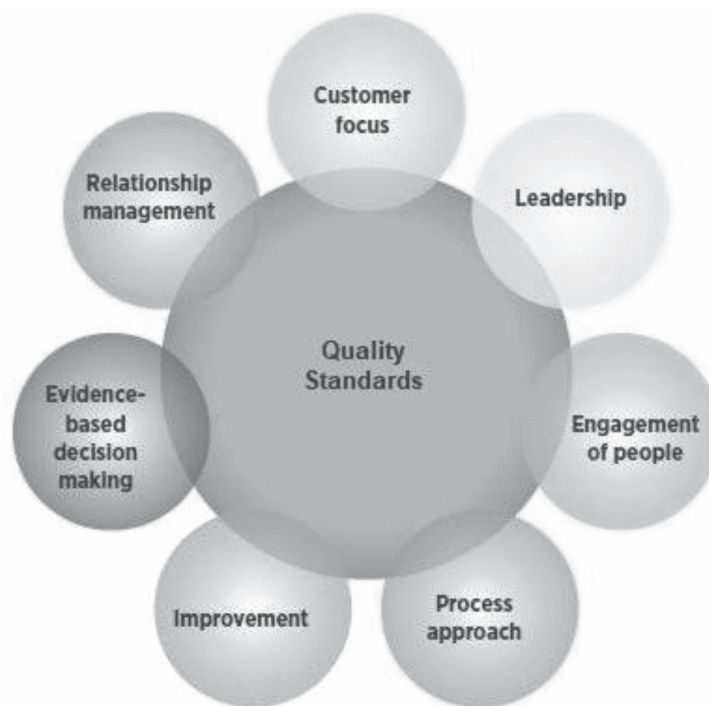 Customer
focus
Leadership
Engagement
of people
Process
approach
Improvement
Evidence-
based
decision
making
Relationship
management
Quality
Standards